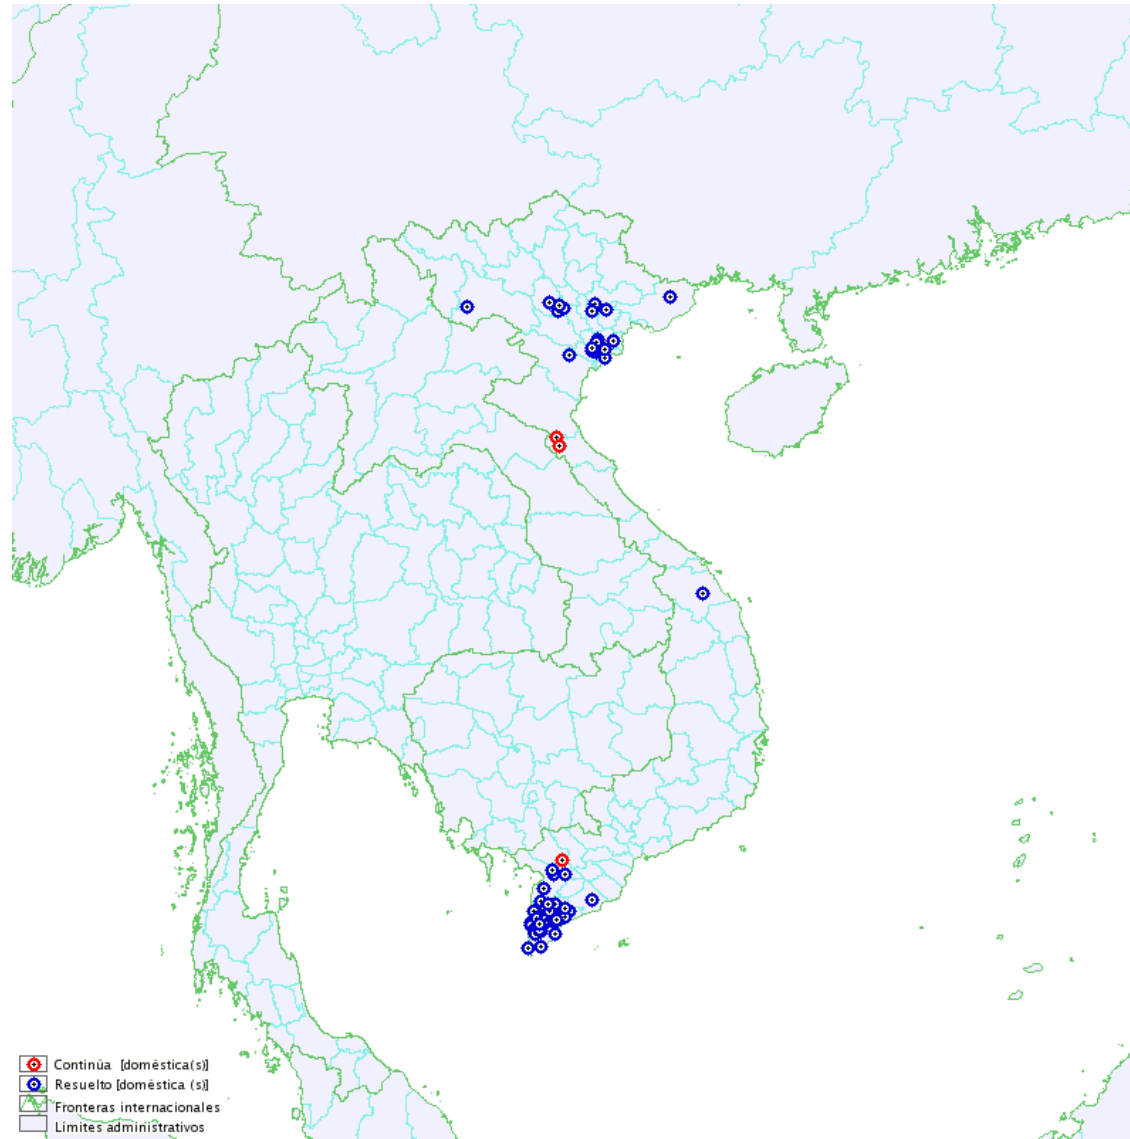 Continúa [doméstica(s)]
Resuelto [doméstica (s)]
Fronteras internacionales
Límites administrativos